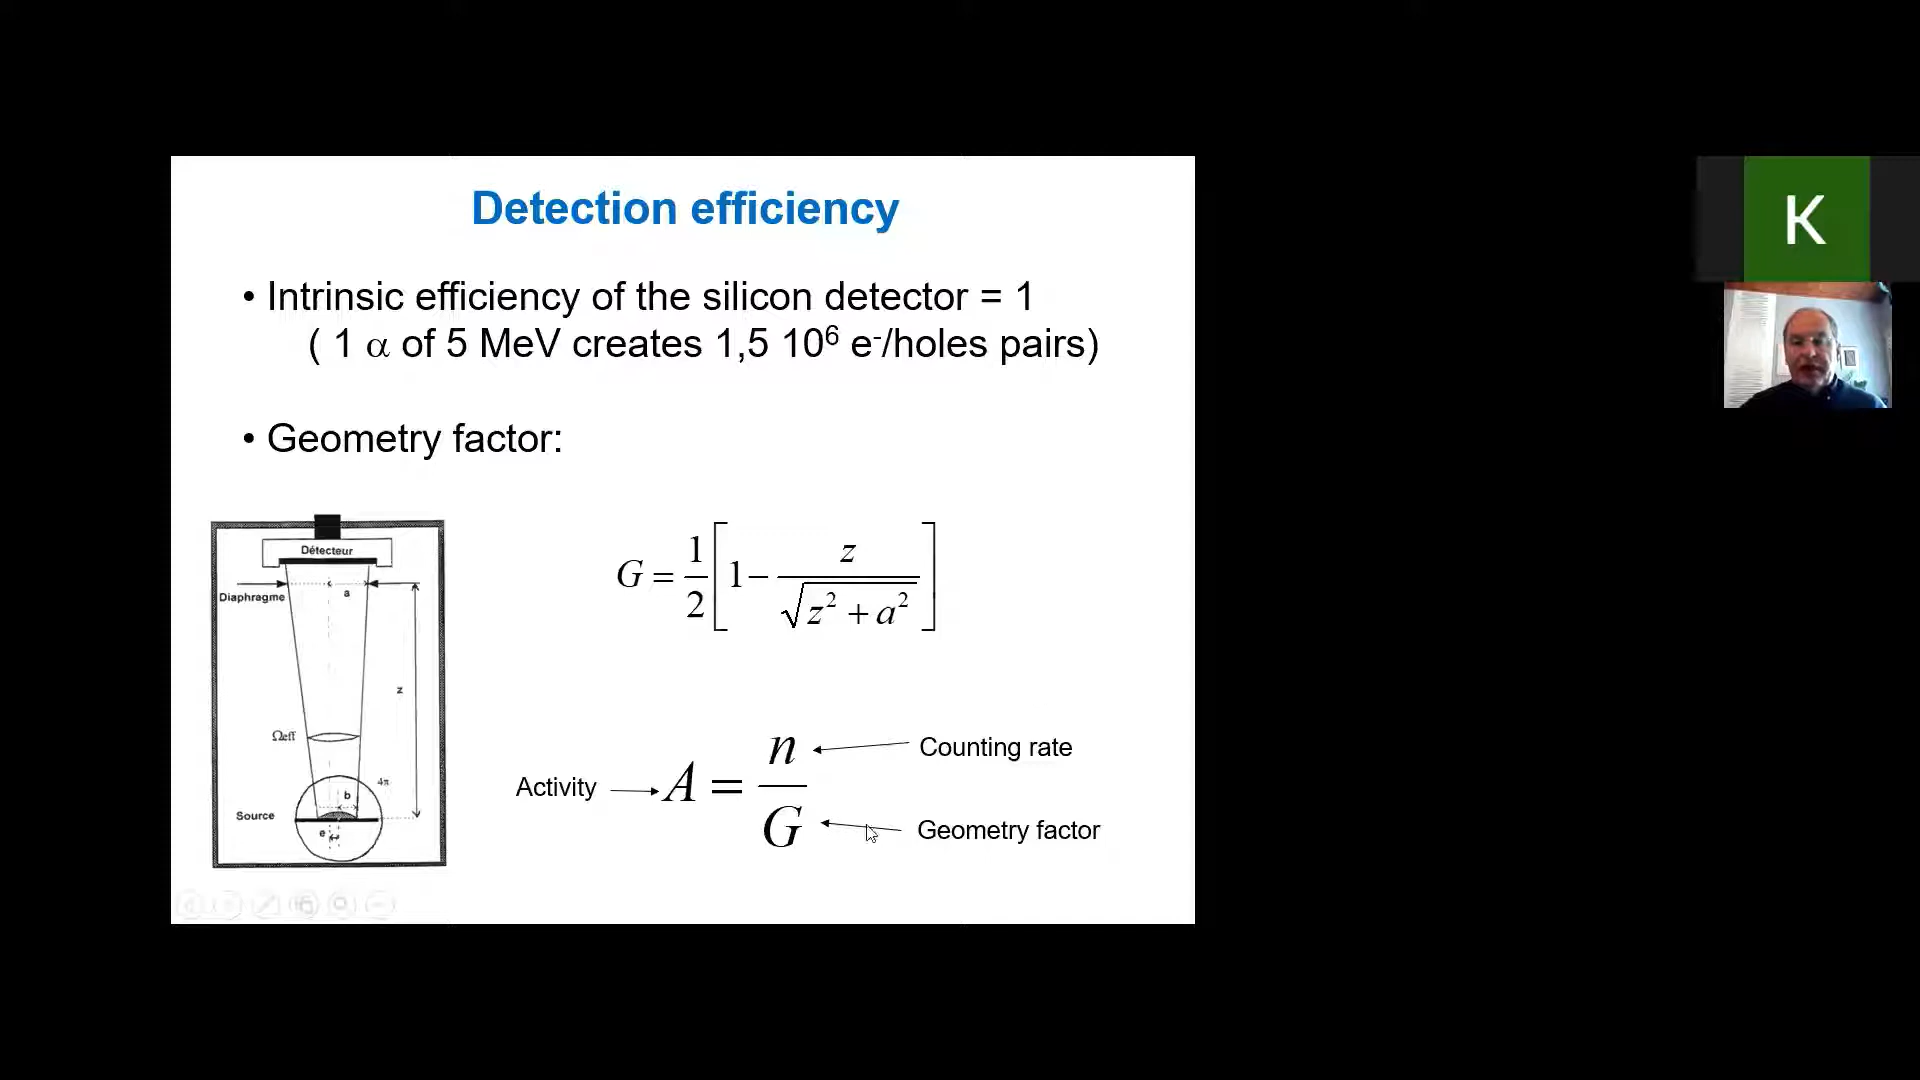 Detection efficiency
• Intrinsic efficiency of the silicon detector = 1
( 1 α of 5 MeV creates 1,5 10⁶ e⁻/holes pairs)
• Geometry factor:
Détecteur
Diaphragme
a
z
Ωeff
4π
b
Source
e
G = 1/2 [1 − z/√(z² + a²)]
Activity
A = n/G
Counting rate
Geometry factor
K